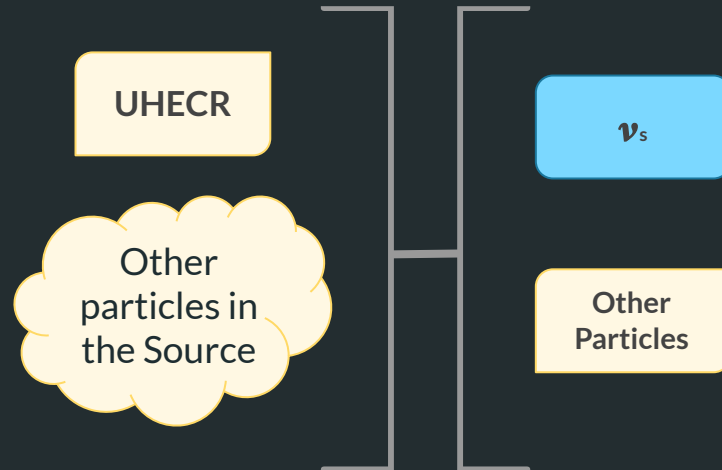 UHECR
Other
particles in
the Source
𝝂s
Other
Particles